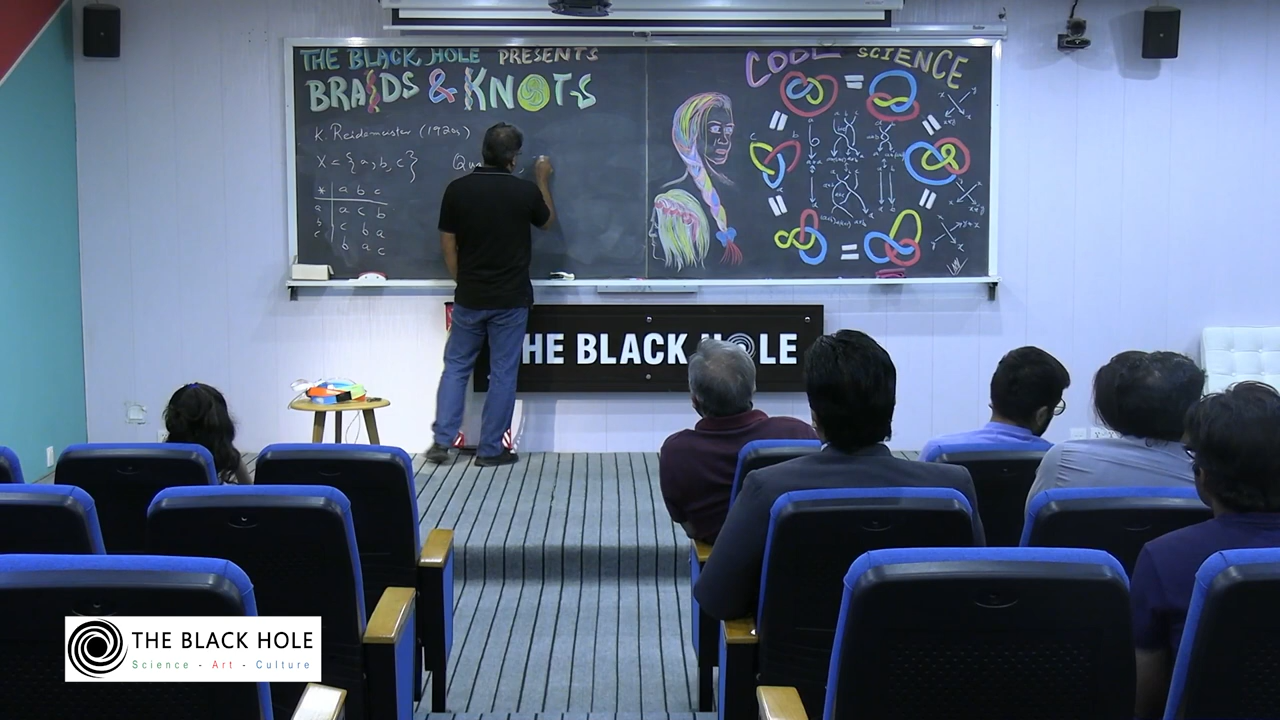 THE BLACK HOLE PRESENTS
BRAIDS & KNOTS
K. Reidemeister (1920s)
X = {a, b, c}
Qua
* a b c
a a c b
b c b a
c b a c
CODE SCIENCE
THE BLACK HOLE
THE BLACK HOLE
Science - Art - Culture